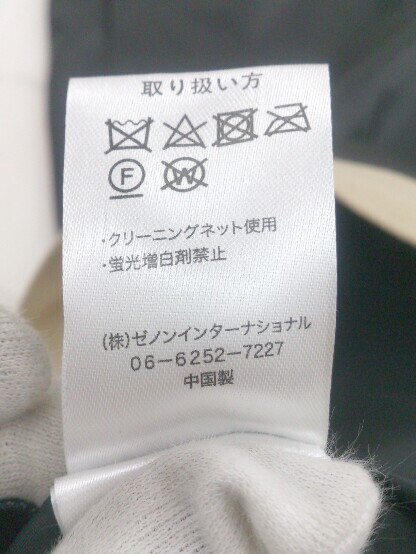 取り扱い方
F W
・クリーニングネット使用
・蛍光増白剤禁止
(株)ゼノンインターナショナル
06-6252-7227
中国製